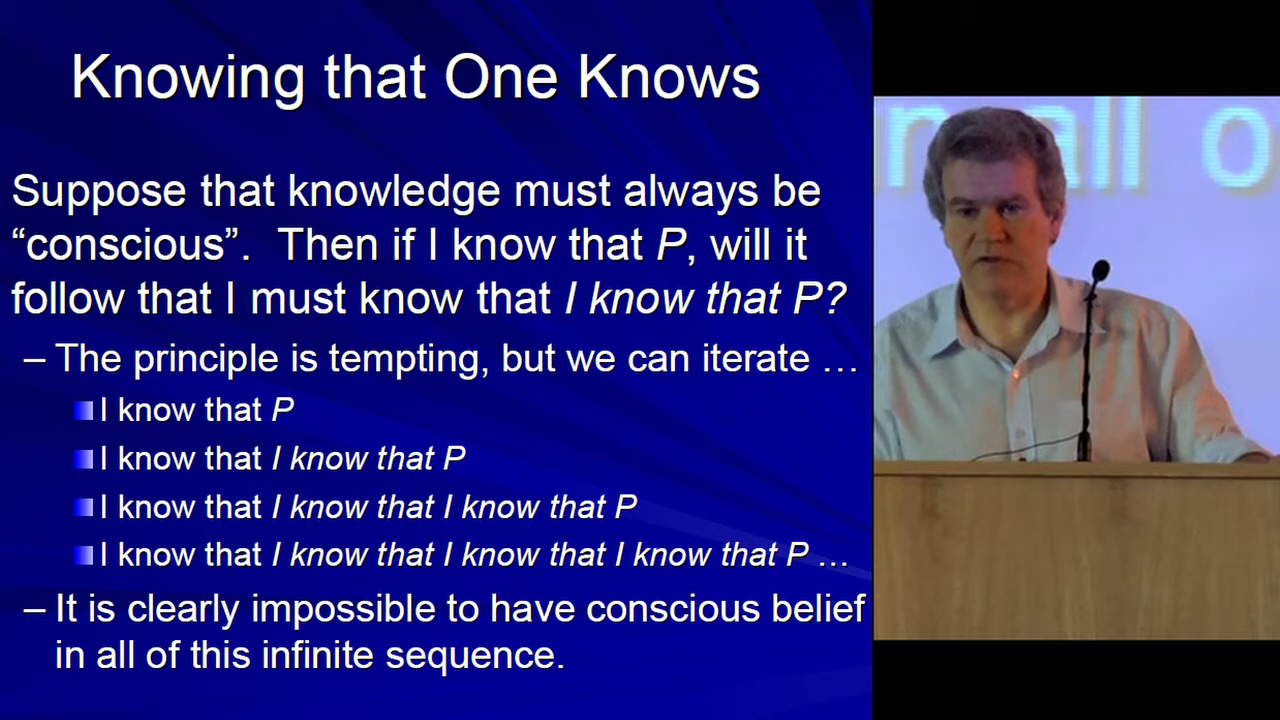 Knowing that One Knows
Suppose that knowledge must always be
“conscious”. Then if I know that P, will it
follow that I must know that I know that P?
– The principle is tempting, but we can iterate …
I know that P
I know that I know that P
I know that I know that I know that P
I know that I know that I know that I know that P …
– It is clearly impossible to have conscious belief
in all of this infinite sequence.
in all o